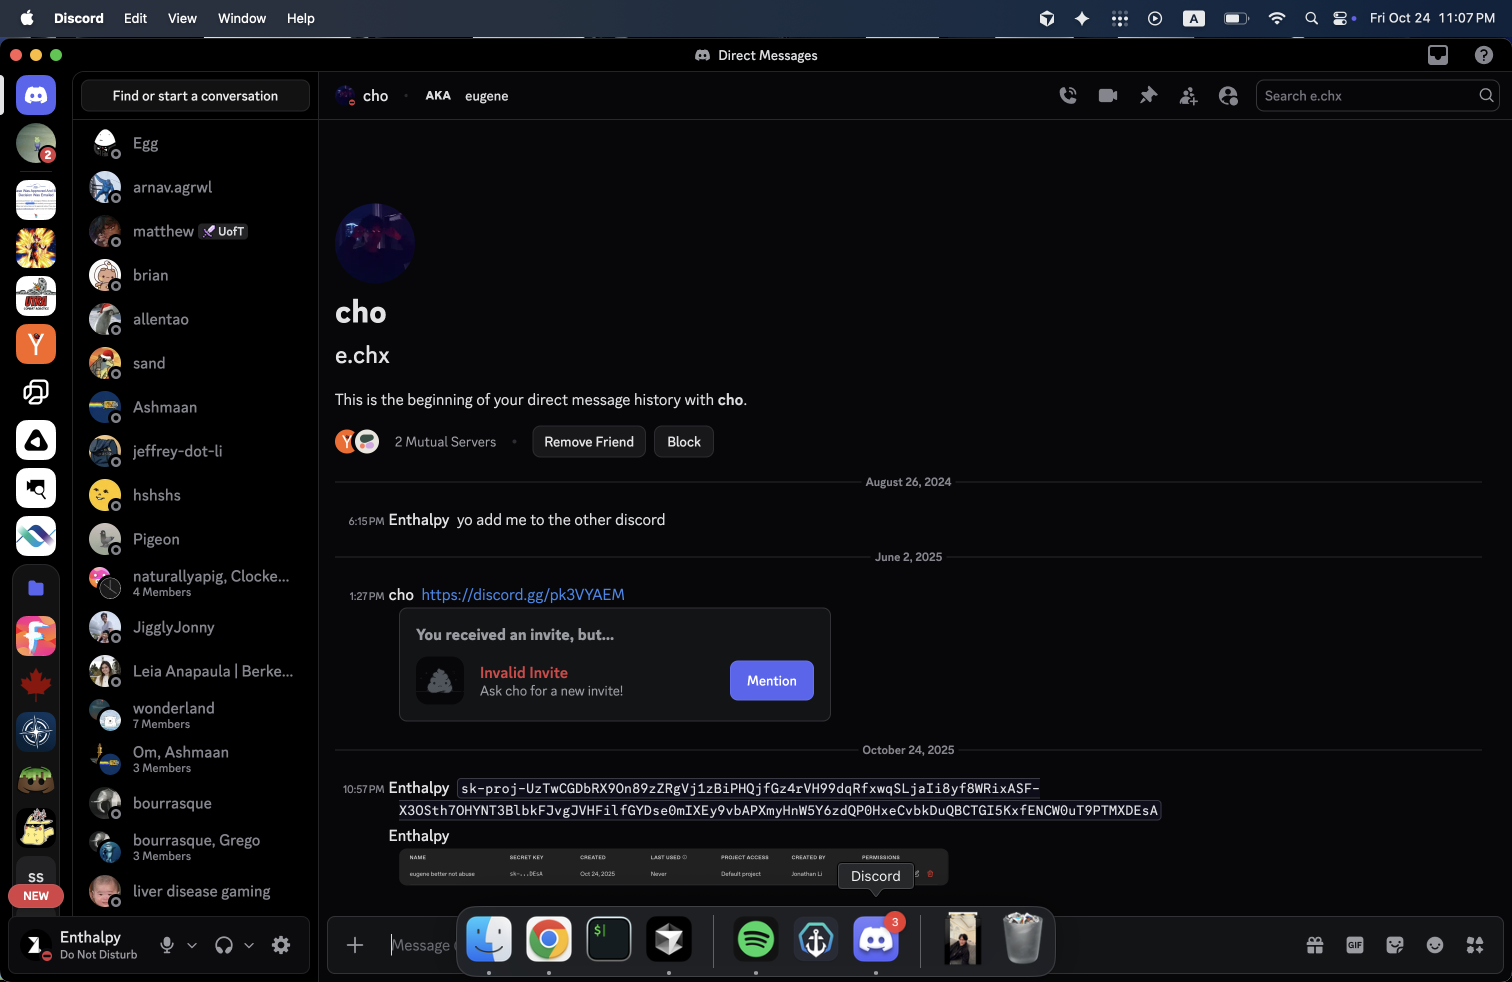 Discord Edit View Window Help
A
Fri Oct 24 11:07 PM
Direct Messages
Find or start a conversation
cho AKA eugene
Search e.chx
2
Egg
arnav.agrwl
matthew UofT
brian
allentao
sand
Ashmaan
jeffrey-dot-li
hshshs
Pigeon
naturallyapig, Clocke...
4 Members
JigglyJonny
Leia Anapaula | Berke...
wonderland
7 Members
Om, Ashmaan
3 Members
bourrasque
bourrasque, Grego
3 Members
liver disease gaming
SS
NEW
Enthalpy
Do Not Disturb
cho
e.chx
This is the beginning of your direct message history with cho.
2 Mutual Servers
Remove Friend
Block
August 26, 2024
6:15 PM Enthalpy yo add me to the other discord
June 2, 2025
1:27 PM cho https://discord.gg/pk3VYAEM
You received an invite, but...
Invalid Invite
Ask cho for a new invite!
Mention
October 24, 2025
10:57 PM Enthalpy sk-proj-UzTwCGDbRX9On89zZRgVj1zBiPHQjfGz4rVH99dqRfxwqSLjaIi8yf8WRixASF-
X3OSth7OHYNT3BlbkFJvgJVHFilfGYDse0mIXEy9vbAPXmyHnW5Y6zdQP0HxeCvbkDuQBCTGI5KxfENCW0uT9PTMXDEsA
Enthalpy
NAME SECRET KEY CREATED LAST USED PROJECT ACCESS CREATED BY PERMISSIONS
eugene better not abuse sk-...DEsA Oct 24, 2025 Never Default project Jonathan Li
Discord
Message
3
GIF